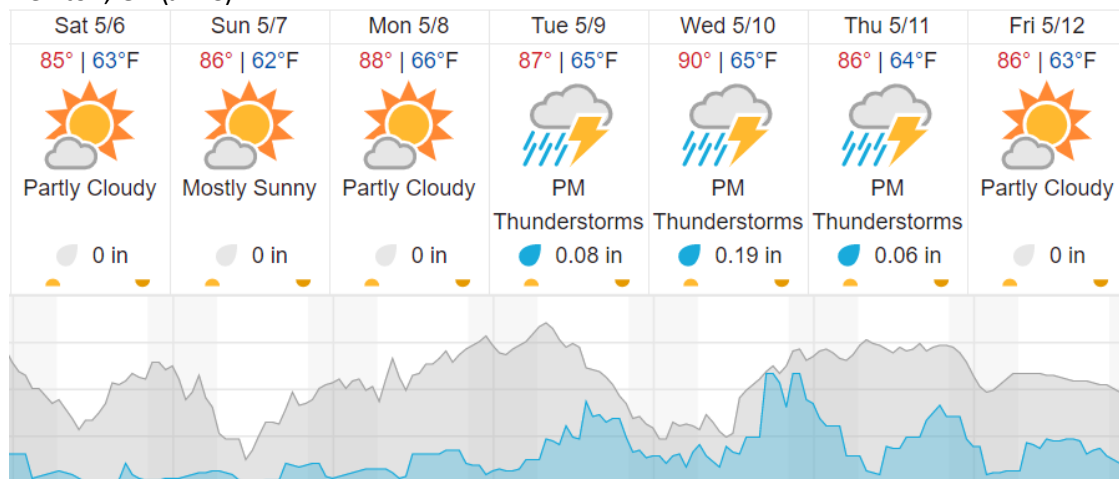 Sat 5/6 Sun 5/7 Mon 5/8 Tue 5/9 Wed 5/10 Thu 5/11 Fri 5/12
85° | 63°F 86° | 62°F 88° | 66°F 87° | 65°F 90° | 65°F 86° | 64°F 86° | 63°F
Partly Cloudy Mostly Sunny Partly Cloudy PM PM PM Partly Cloudy
Thunderstorms Thunderstorms Thunderstorms
0 in 0 in 0 in 0.08 in 0.19 in 0.06 in 0 in